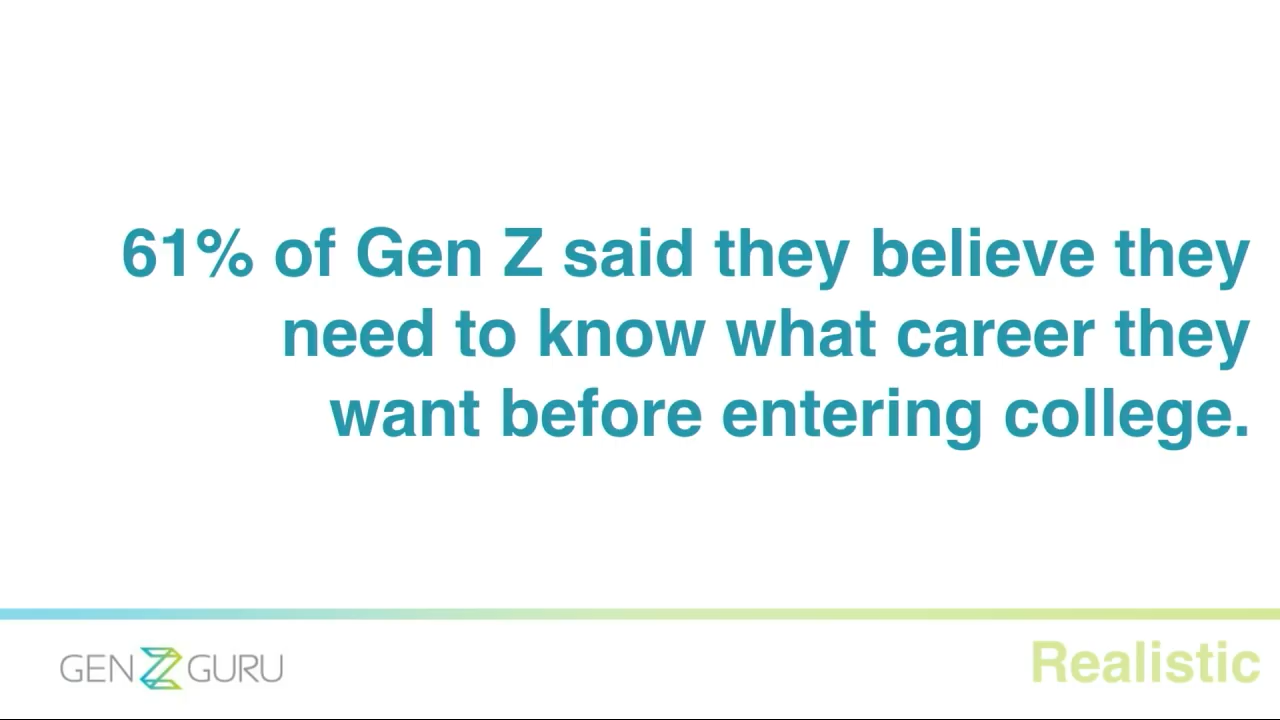 61% of Gen Z said they believe they
need to know what career they
want before entering college.
GEN Z GURU
Realistic